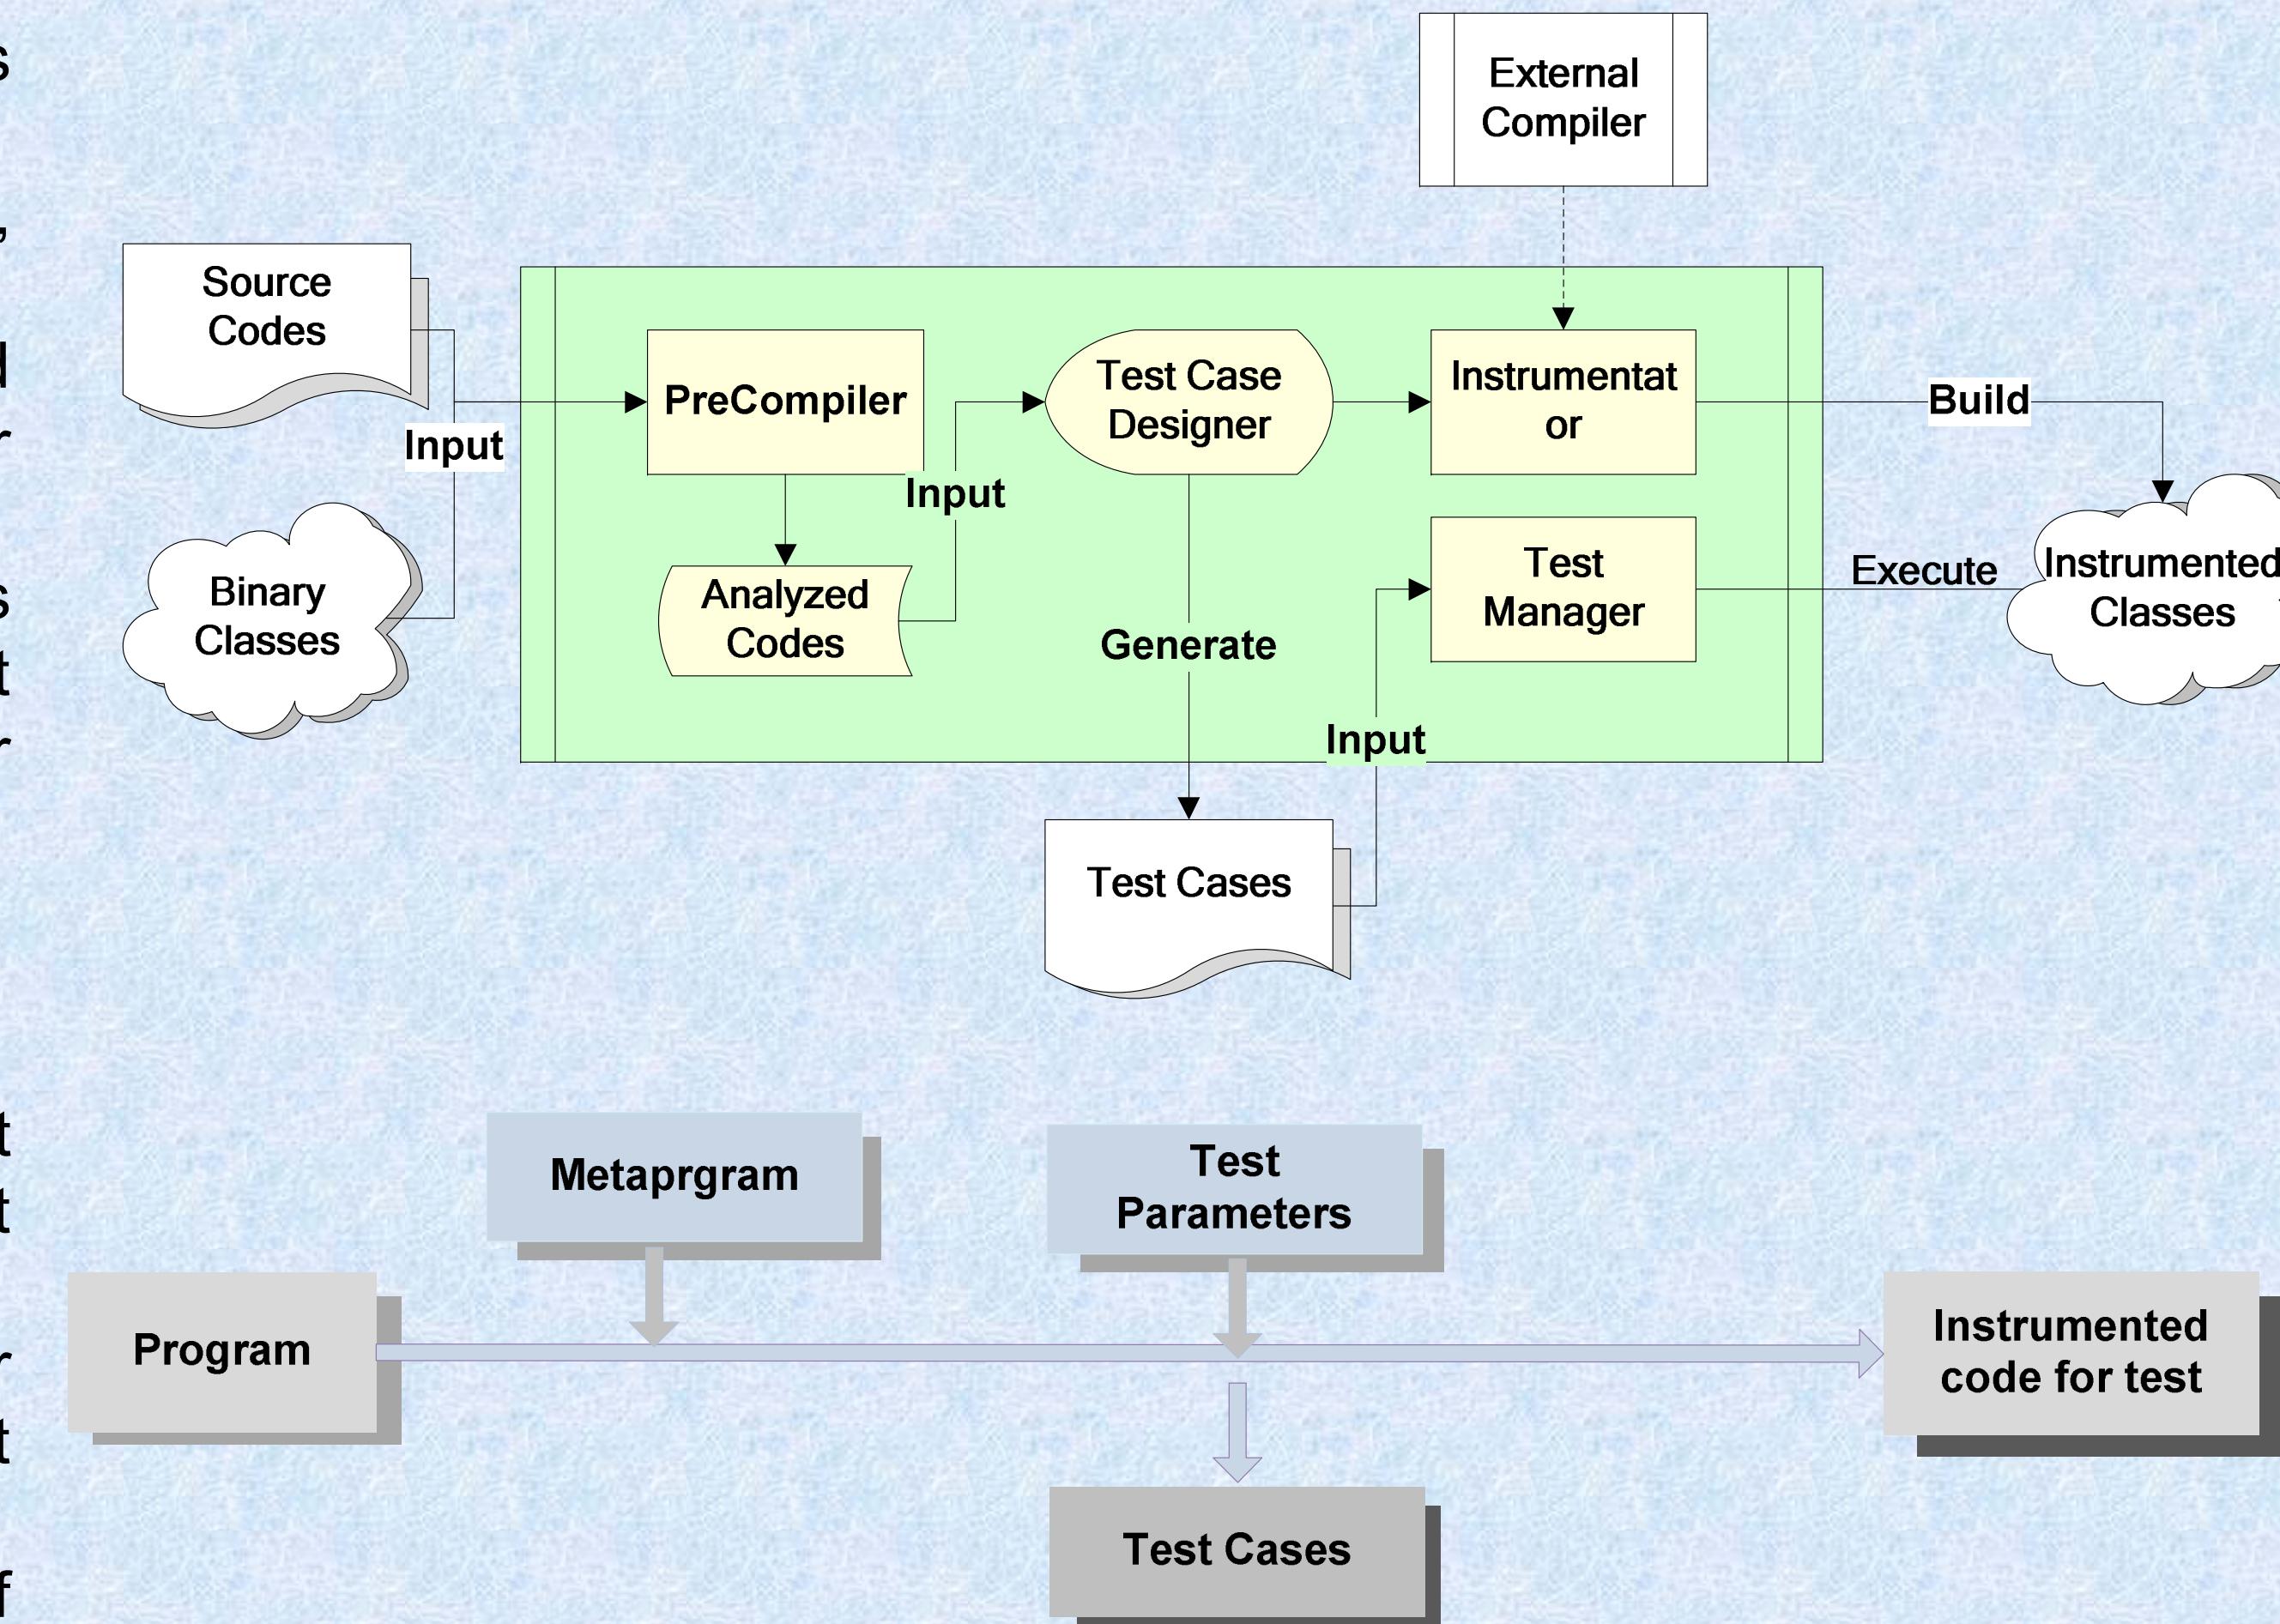 External
Compiler
Source
Codes
Input
Binary
Classes
PreCompiler
Analyzed
Codes
Input
Test Case
Designer
Generate
Instrumentat
or
Test
Manager
Input
Build
Execute
Instrumented
Classes
Test Cases
Metaprgram
Test
Parameters
Program
Instrumented
code for test
Test Cases